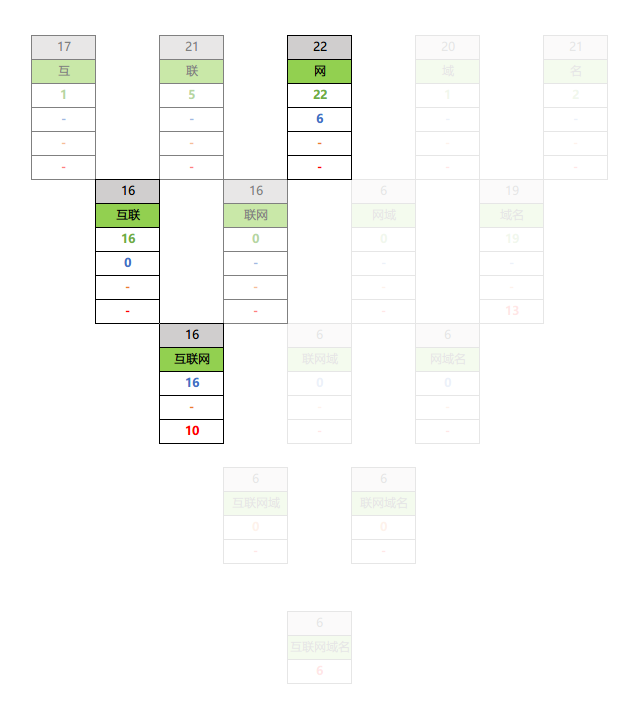 17 21 22 20 21
互 联 网 域 名
1 5 22 1 2
- - 6 - -
- - - - -
- - - - -
16 16 6 19
互联 联网 网域 域名
16 0 0 19
0 - - -
- - - -
- - - 13
16 6 6
互联网 联网域 网域名
16 0 0
- - -
10 - -
6 6
互联网域 联网域名
0 0
- -
6
互联网域名
6